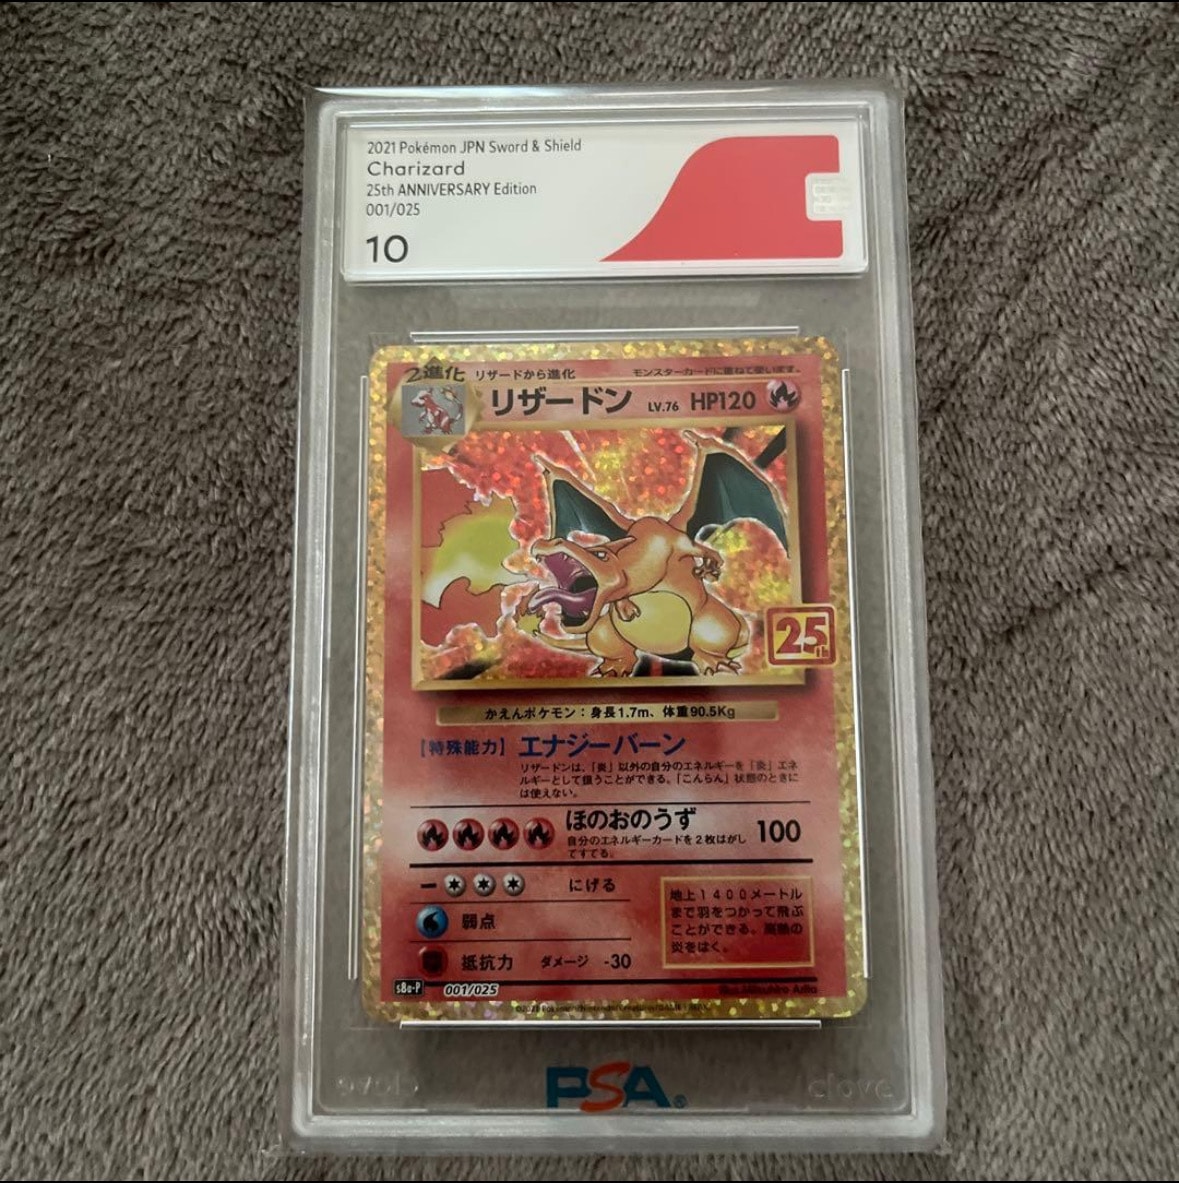 2021 Pokémon JPN Sword & Shield
Charizard
25th ANNIVERSARY Edition
001/025
10
2進化 リザードから進化 モンスターカードに重ねて使います。
リザードン LV.76 HP120
25th
かえんポケモン：身長1.7m、体重90.5Kg
【特殊能力】 エナジーバーン
リザードンは、「炎」以外の自分のエネルギーを「炎」エネ
ルギーとして扱うことができる。「こんらん」状態のときに
は使えない。
ほのおのうず 100
自分のエネルギーカードを2枚はがし
てすてる。
にげる
弱点
抵抗力 ダメージ -30
地上1400メートル
まで羽をつかって飛ぶ
ことができる。高熱の
炎をはく。
s8a-P 001/025
Illus. Mitsuhiro Arita
PSA